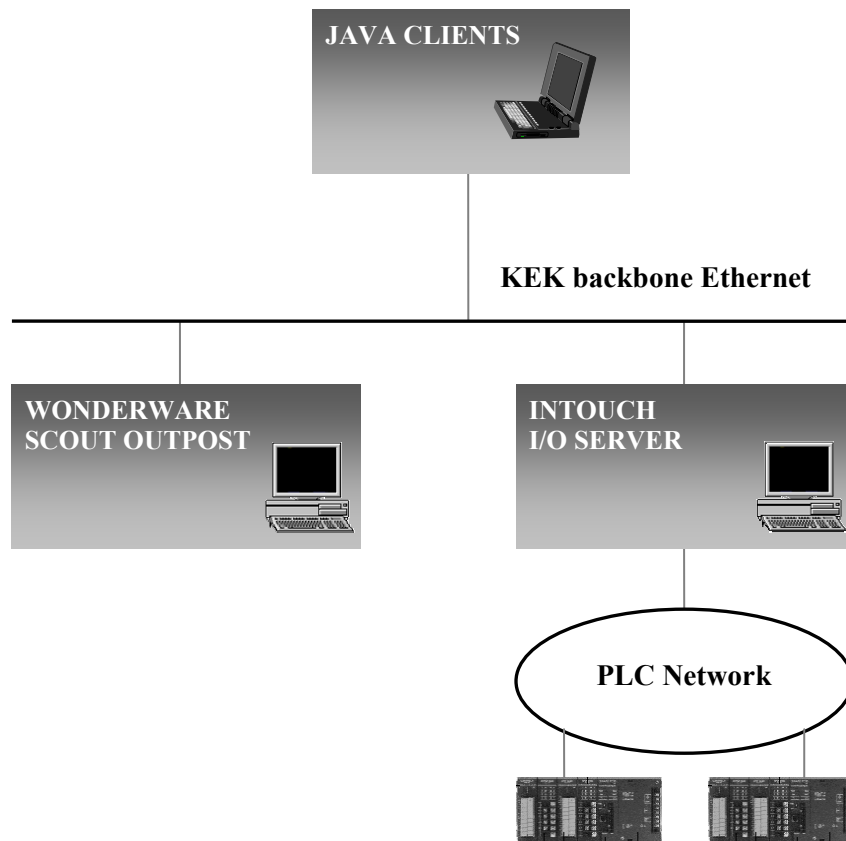 JAVA CLIENTS
KEK backbone Ethernet
WONDERWARE
SCOUT OUTPOST
INTOUCH
I/O SERVER
PLC Network